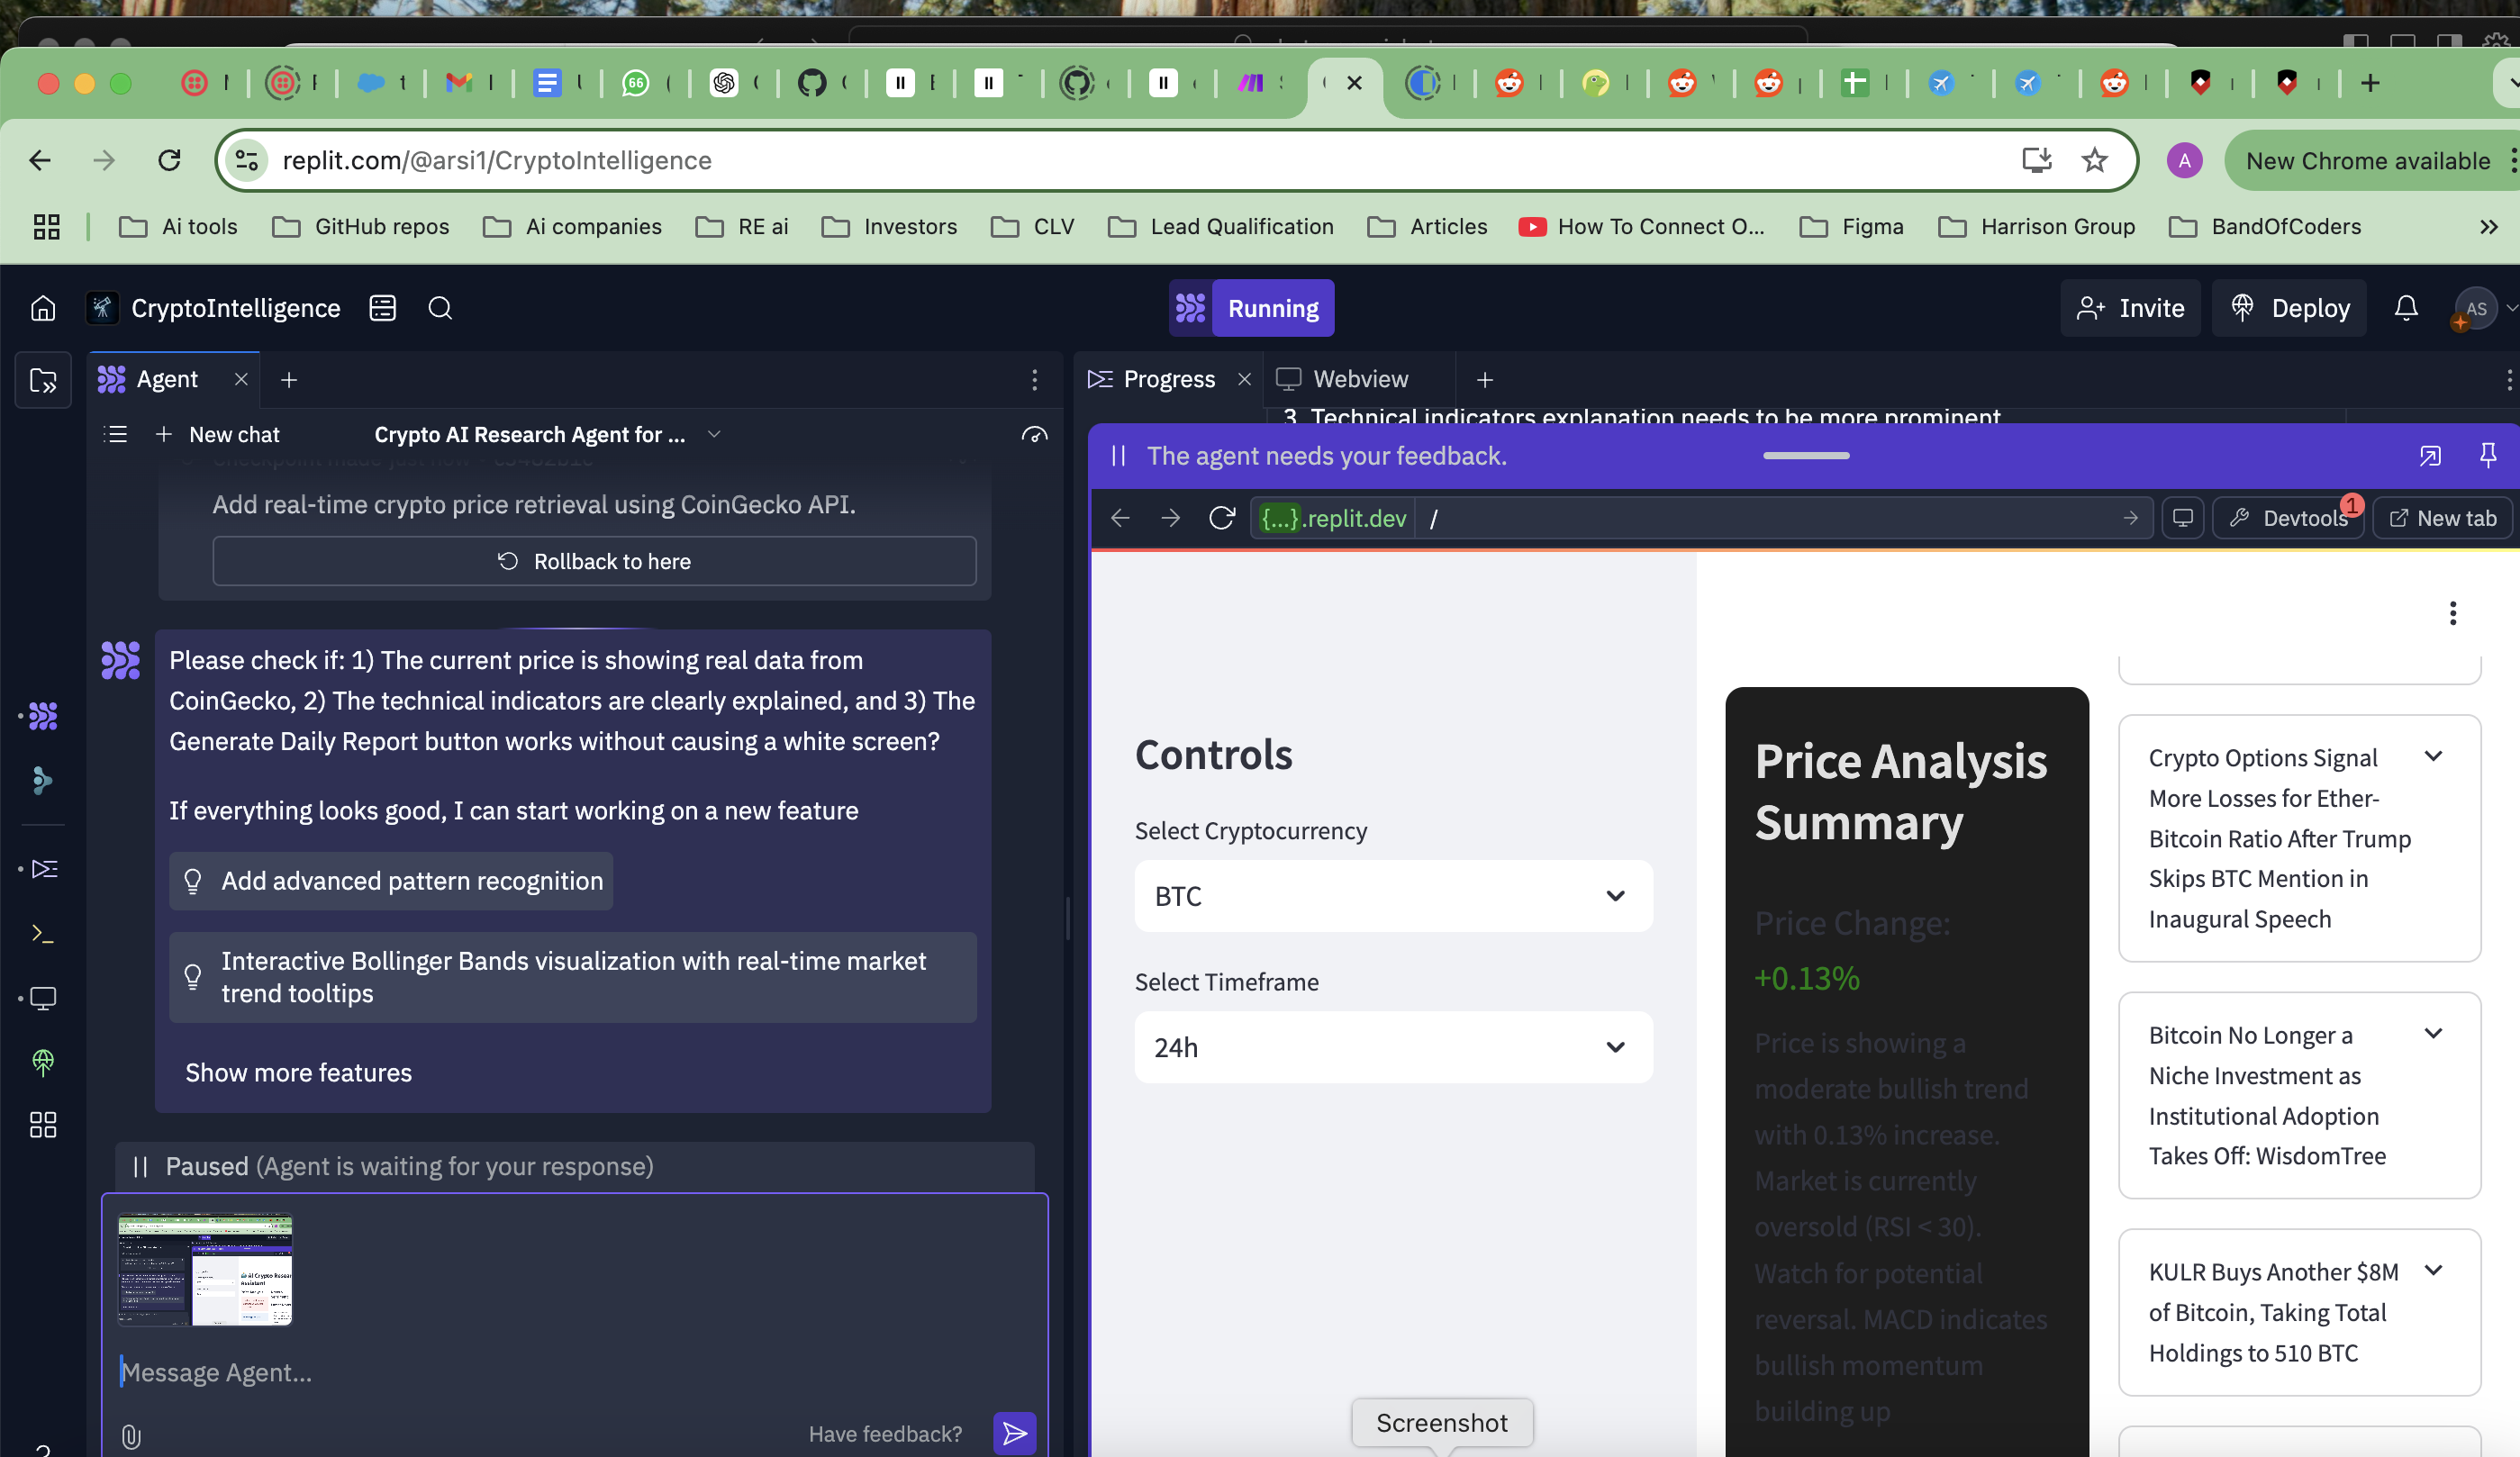 66
replit.com/@arsi1/CryptoIntelligence
A
New Chrome available
Ai tools
GitHub repos
Ai companies
RE ai
Investors
CLV
Lead Qualification
Articles
How To Connect O...
Figma
Harrison Group
BandOfCoders
CryptoIntelligence
Running
Invite
Deploy
AS
Agent
Progress
Webview
New chat
Crypto AI Research Agent for ...
3. Technical indicators explanation needs to be more prominent
Add real-time crypto price retrieval using CoinGecko API.
Rollback to here
The agent needs your feedback.
{...}.replit.dev
/
Devtools
1
New tab
Please check if: 1) The current price is showing real data from
CoinGecko, 2) The technical indicators are clearly explained, and 3) The
Generate Daily Report button works without causing a white screen?
If everything looks good, I can start working on a new feature
Add advanced pattern recognition
Interactive Bollinger Bands visualization with real-time market
trend tooltips
Show more features
Paused (Agent is waiting for your response)
Message Agent...
Have feedback?
Controls
Select Cryptocurrency
BTC
Select Timeframe
24h
Price Analysis
Summary
Price Change:
+0.13%
Price is showing a
moderate bullish trend
with 0.13% increase.
Market is currently
oversold (RSI < 30).
Watch for potential
reversal. MACD indicates
bullish momentum
building up
Crypto Options Signal
More Losses for Ether-
Bitcoin Ratio After Trump
Skips BTC Mention in
Inaugural Speech
Bitcoin No Longer a
Niche Investment as
Institutional Adoption
Takes Off: WisdomTree
KULR Buys Another $8M
of Bitcoin, Taking Total
Holdings to 510 BTC
Screenshot